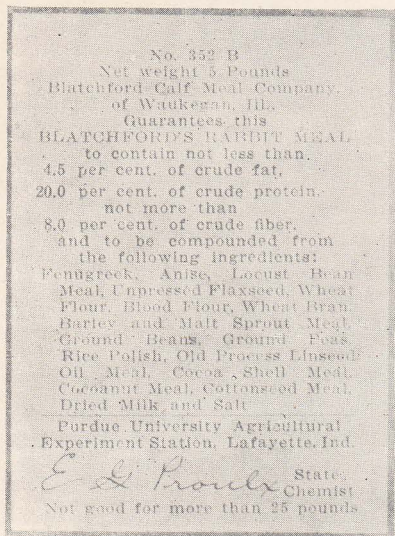 No. 352 B
Net weight 5 Pounds
Blatchford Calf Meal Company,
of Waukegan, Ill.,
Guarantees this
BLATCHFORD'S RABBIT MEAL
to contain not less than.
4.5 per cent. of crude fat,
20.0 per cent. of crude protein.
not more than
8.0 per cent. of crude fiber,
and to be compounded from
the following ingredients:
Fenugreek, Anise, Locust Bean
Meal, Unpressed Flaxseed, Wheat
Flour, Blood Flour, Wheat Bran,
Barley and Malt Sprout Meal,
Ground Beans, Ground Peas,
Rice Polish, Old Process Linseed
Oil Meal, Cocoa Shell Meal,
Cocoanut Meal, Cottonseed Meal,
Dried Milk and Salt
Purdue University Agricultural
Experiment Station, Lafayette, Ind.
E G Proulx State
Chemist
Not good for more than 25 pounds